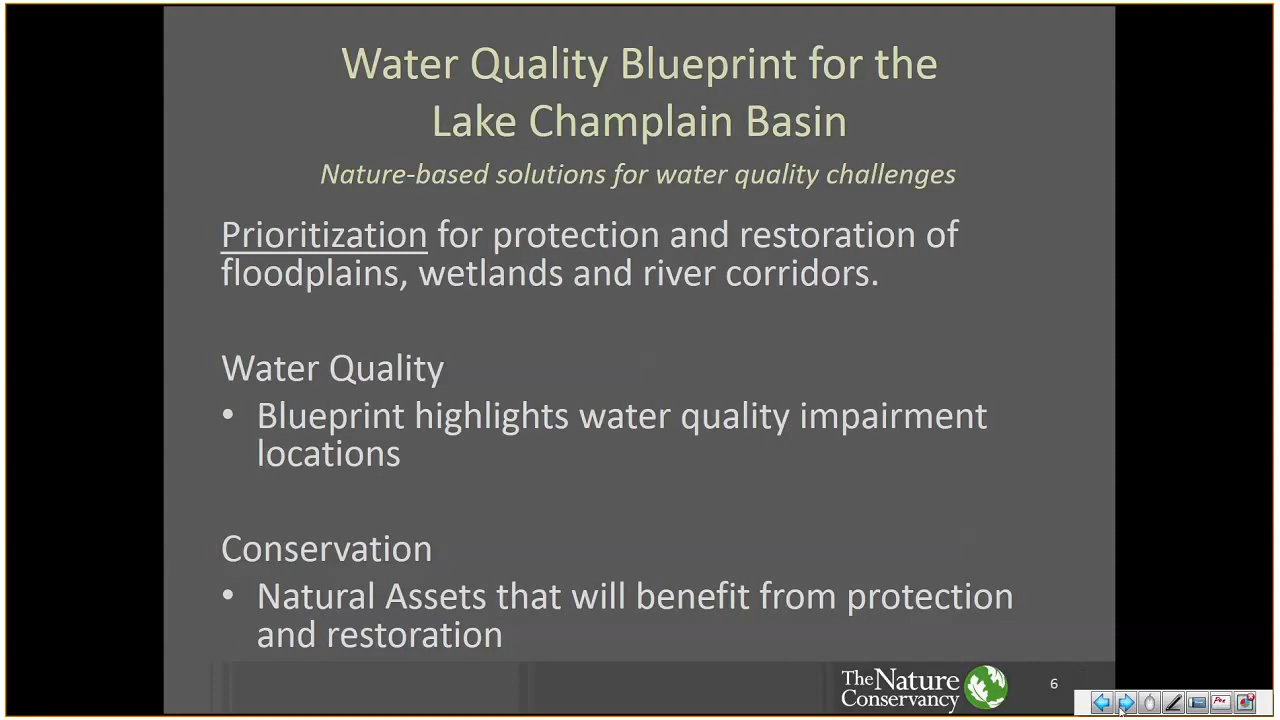 Water Quality Blueprint for the
Lake Champlain Basin
Nature-based solutions for water quality challenges
Prioritization for protection and restoration of
floodplains, wetlands and river corridors.
Water Quality
• Blueprint highlights water quality impairment
locations
Conservation
• Natural Assets that will benefit from protection
and restoration
The Nature
Conservancy
6